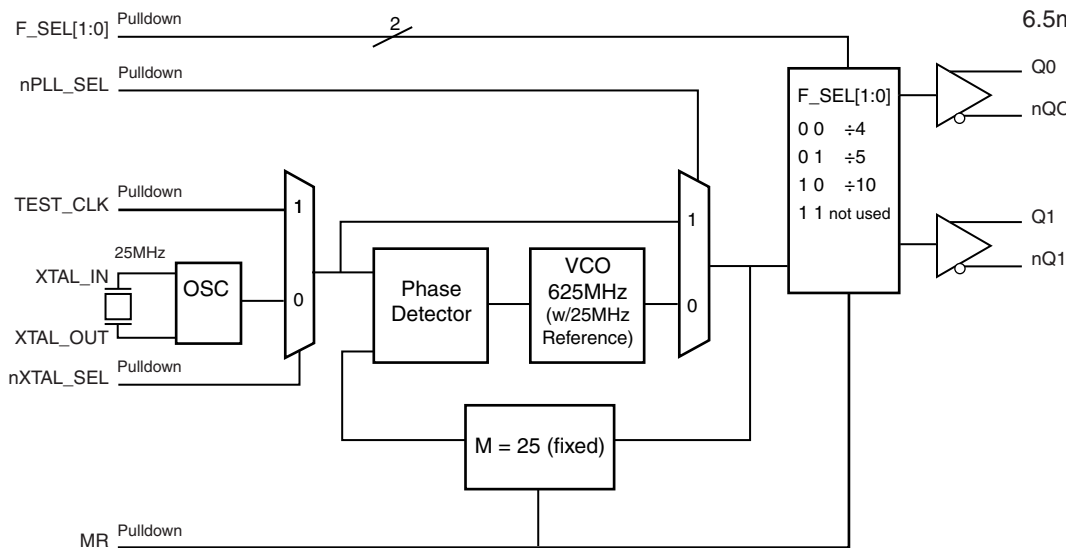 F_SEL[1:0] Pulldown
2
6.5m
nPLL_SEL Pulldown
Q0
nQ0
F_SEL[1:0]
0 0 ÷4
0 1 ÷5
1 0 ÷10
1 1 not used
TEST_CLK Pulldown
1
1
Q1
nQ1
25MHz
XTAL_IN
OSC
XTAL_OUT
0
Phase
Detector
VCO
625MHz
(w/25MHz
Reference)
0
nXTAL_SEL Pulldown
M = 25 (fixed)
MR Pulldown